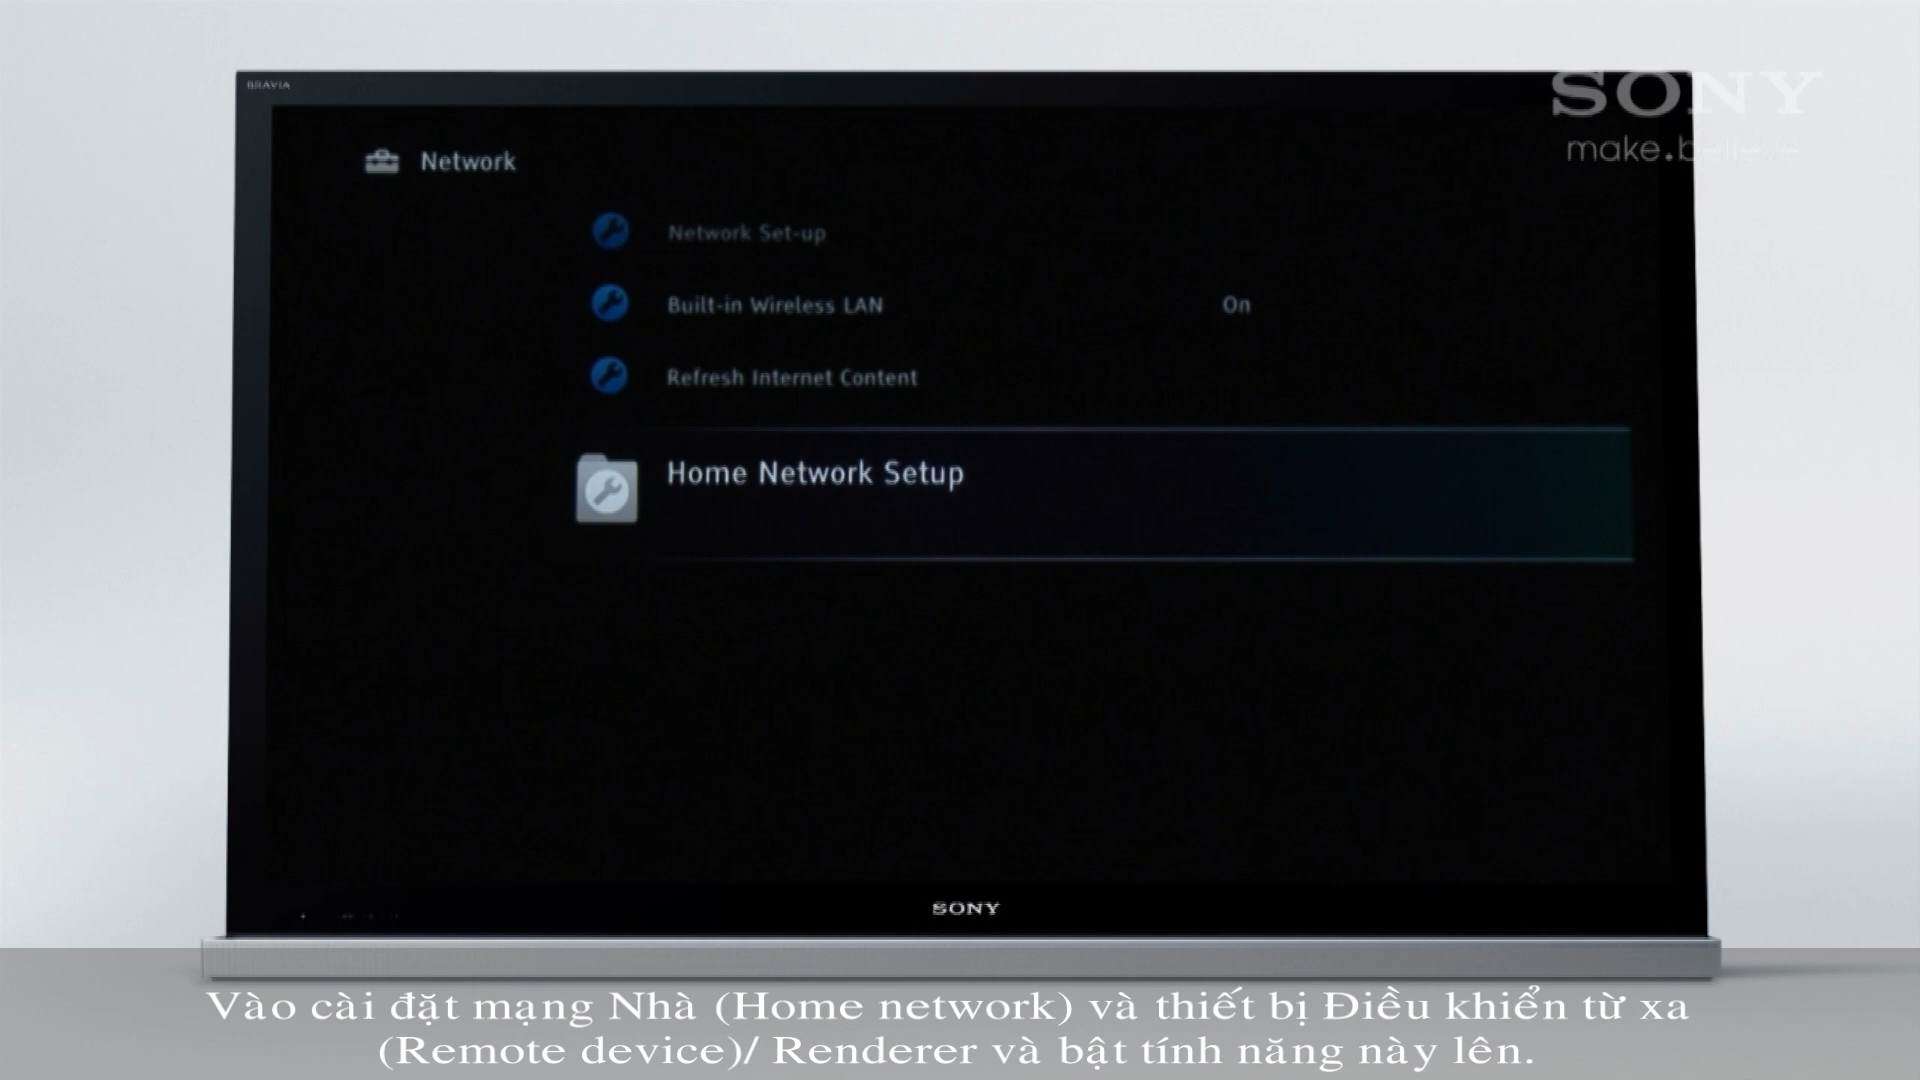 BRAVIA
SONY
make.believe
Network
Network Set-up
Built-in Wireless LAN On
Refresh Internet Content
Home Network Setup
SONY
Vào cài đặt mạng Nhà (Home network) và thiết bị Điều khiển từ xa
(Remote device)/ Renderer và bật tính năng này lên.